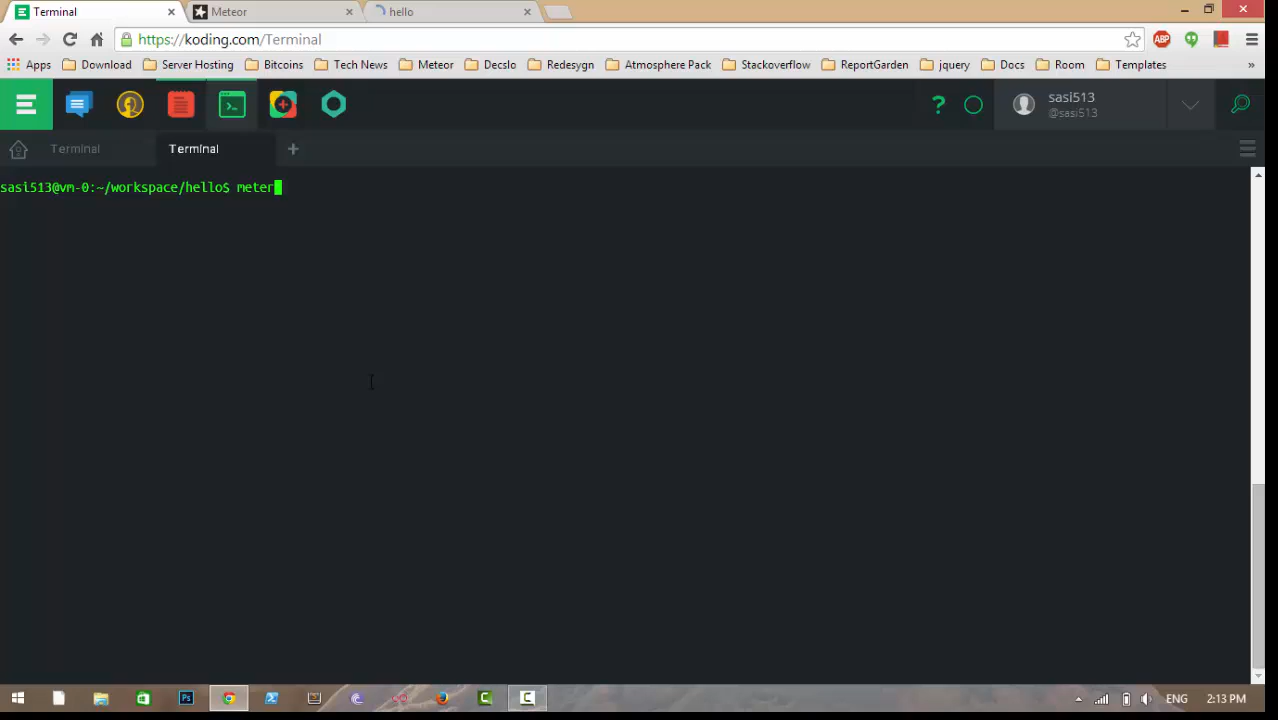 Terminal
Meteor
hello
https://koding.com/Terminal
ABP
Apps Download Server Hosting Bitcoins Tech News Meteor Decslo Redesygn Atmosphere Pack Stackoverflow ReportGarden jquery Docs Room Templates »
? sasi513
@sasi513
Terminal Terminal +
sasi513@vm-0:~/workspace/hello$ meter
Ps ENG 2:13 PM